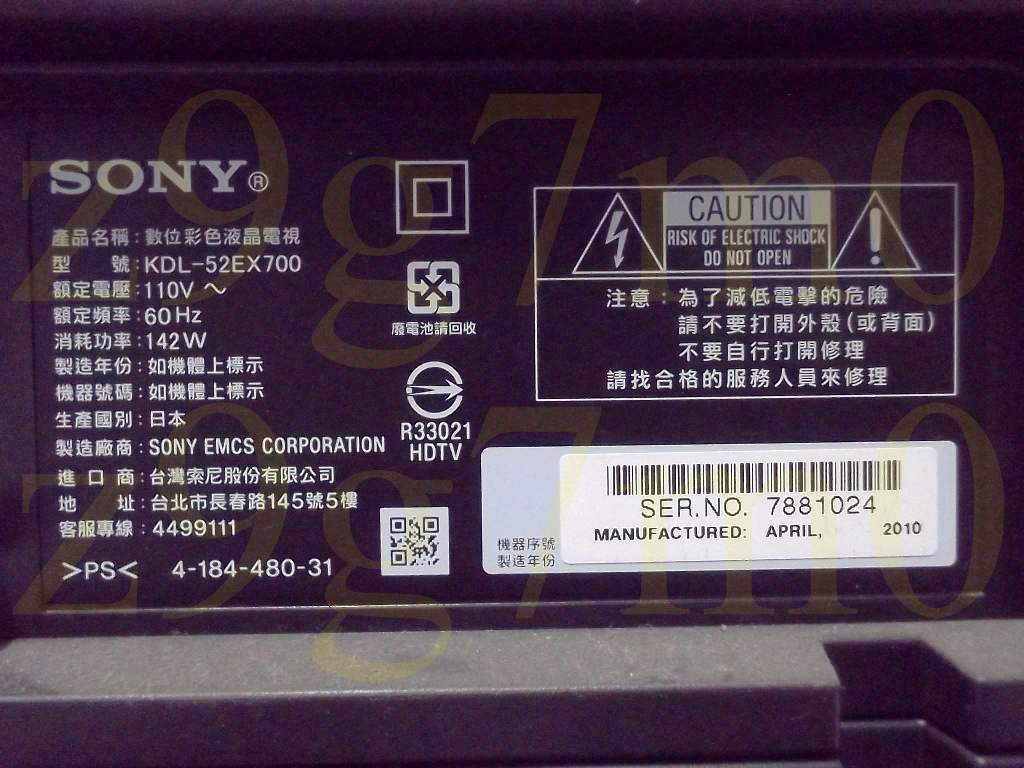 SONY®
產品名稱:數位彩色液晶電視
型 號:KDL-52EX700
額定電壓:110V ～
額定頻率:60Hz
消耗功率:142W
製造年份:如機體上標示
機器號碼:如機體上標示
生產國別:日本
製造廠商:SONY EMCS CORPORATION
進 口 商:台灣索尼股份有限公司
地 址:台北市長春路145號5樓
客服專線:4499111
>PS< 4-184-480-31
廢電池請回收
R33021
HDTV
CAUTION
RISK OF ELECTRIC SHOCK
DO NOT OPEN
注意:為了減低電擊的危險
請不要打開外殼(或背面)
不要自行打開修理
請找合格的服務人員來修理
機器序號
製造年份
SER.NO. 7881024
MANUFACTURED: APRIL, 2010
z9g7m0
z9g7m0